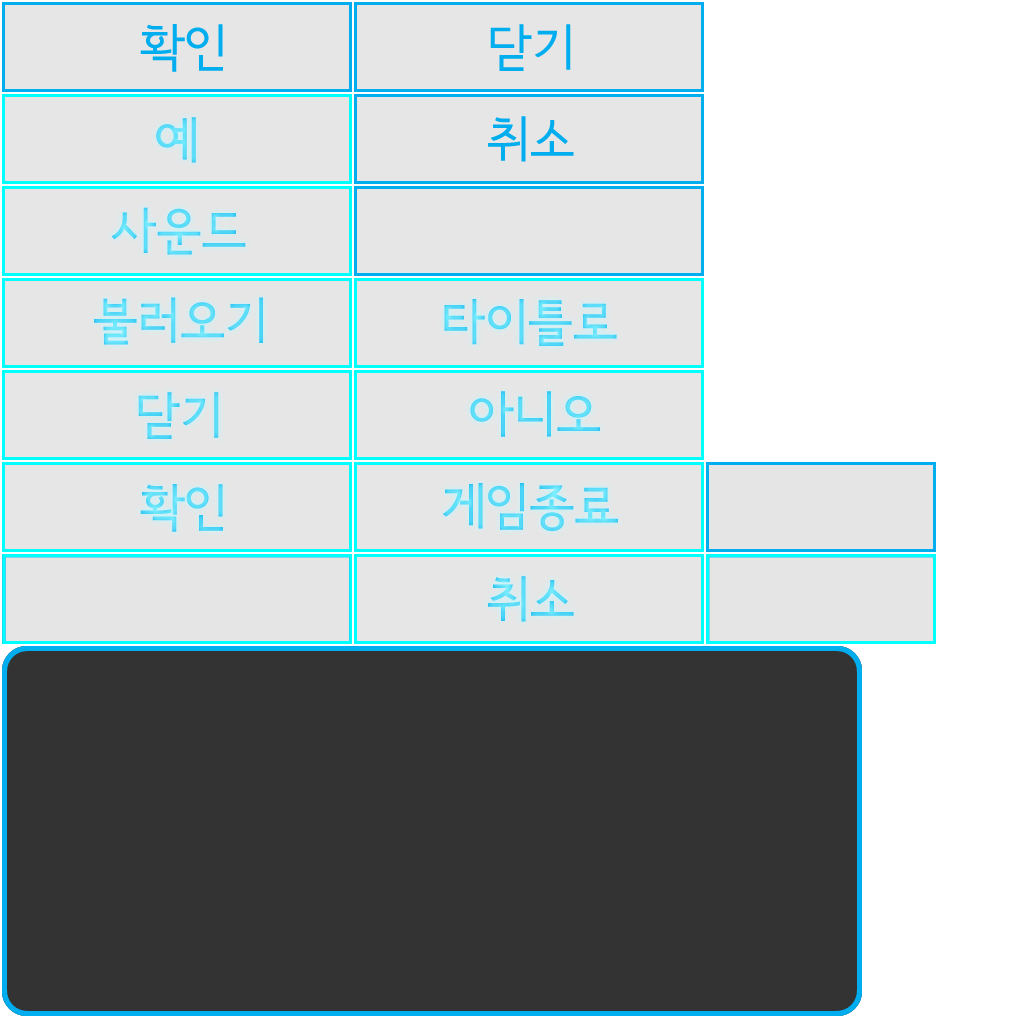 확인 닫기
예 취소
사운드
불러오기 타이틀로
닫기 아니오
확인 게임종료
취소